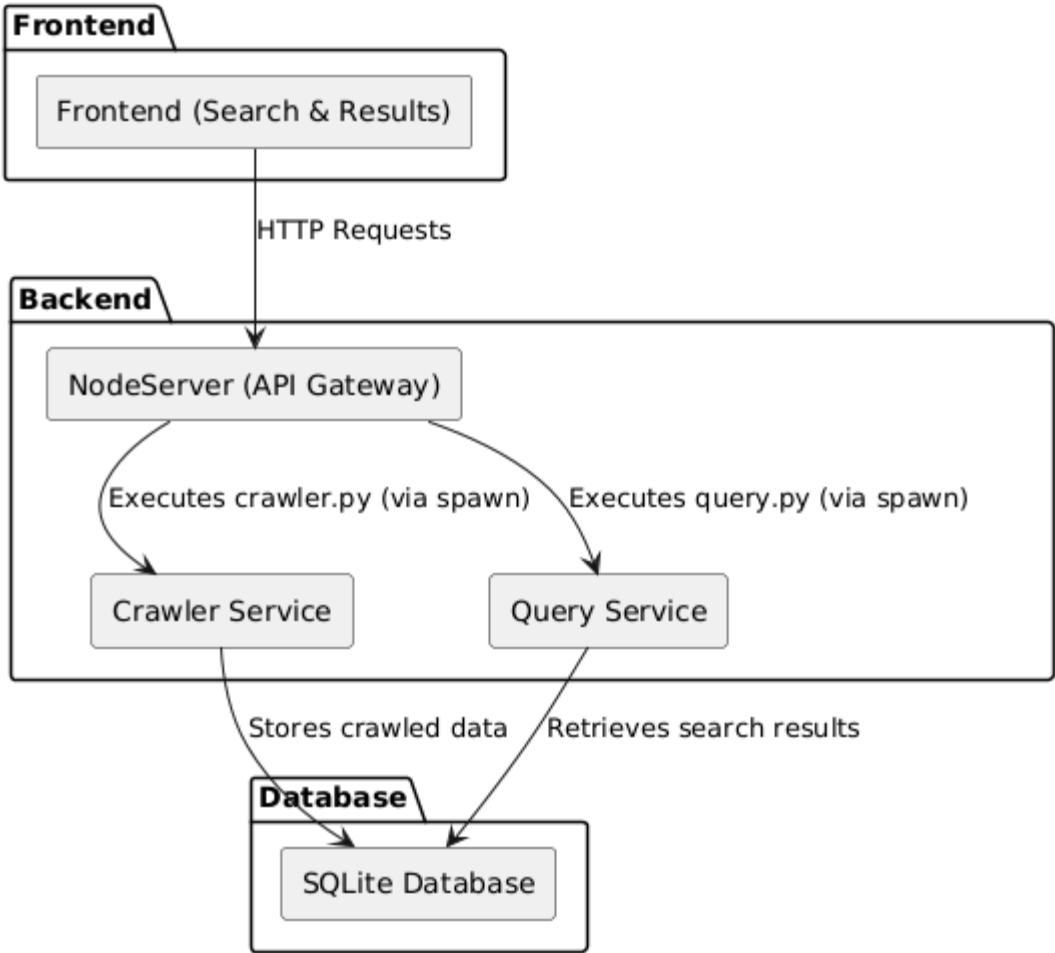 Frontend
Frontend (Search & Results)
HTTP Requests
Backend
NodeServer (API Gateway)
Executes crawler.py (via spawn)
Executes query.py (via spawn)
Crawler Service
Query Service
Stores crawled data
Retrieves search results
Database
SQLite Database